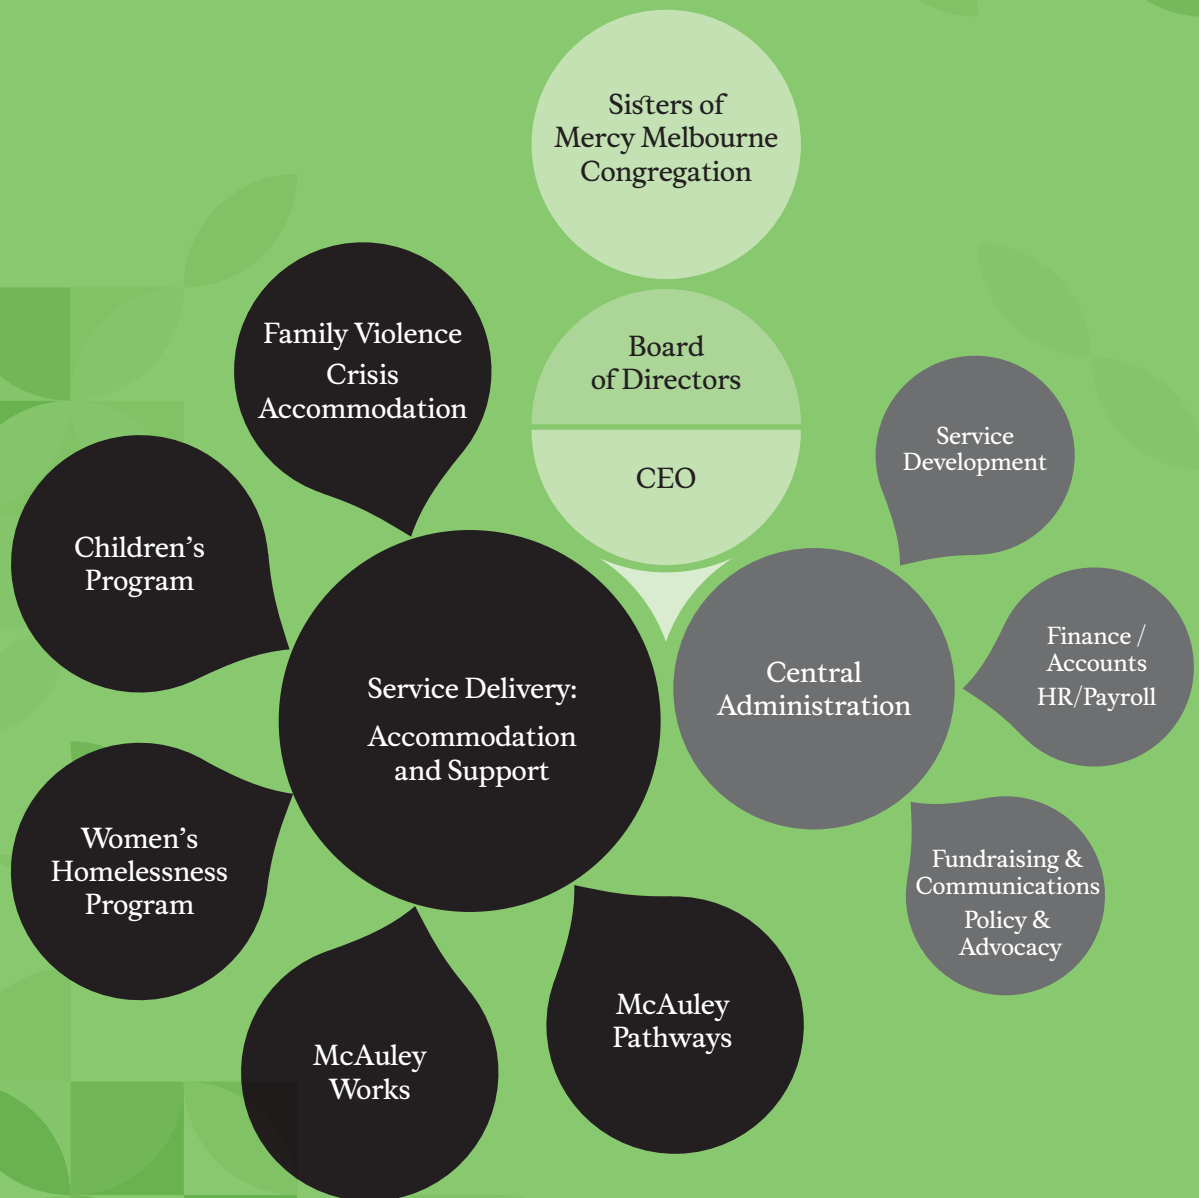 Sisters of
Mercy Melbourne
Congregation
Board
of Directors
CEO
Family Violence
Crisis
Accommodation
Children’s
Program
Women’s
Homelessness
Program
McAuley
Works
McAuley
Pathways
Service Delivery:
Accommodation
and Support
Central
Administration
Service
Development
Finance /
Accounts
HR/Payroll
Fundraising &
Communications
Policy &
Advocacy